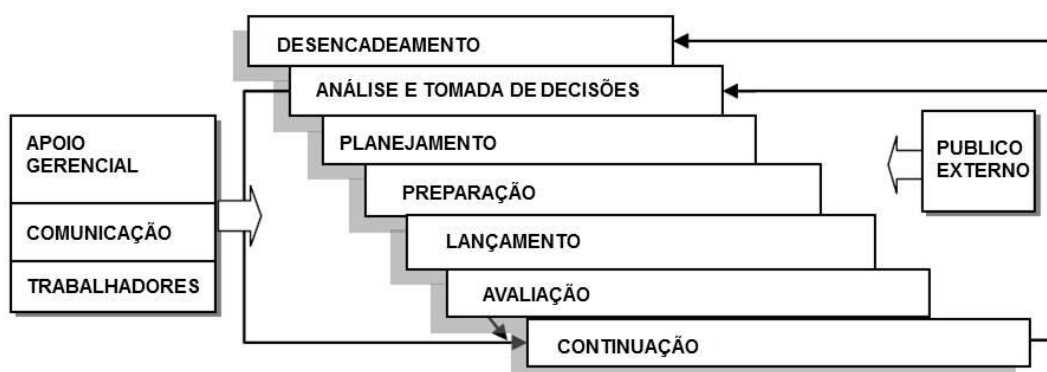 DESENCADEAMENTO
ANÁLISE E TOMADA DE DECISÕES
PLANEJAMENTO
PREPARAÇÃO
LANÇAMENTO
AVALIAÇÃO
CONTINUAÇÃO
APOIO
GERENCIAL
COMUNICAÇÃO
TRABALHADORES
PUBLICO
EXTERNO